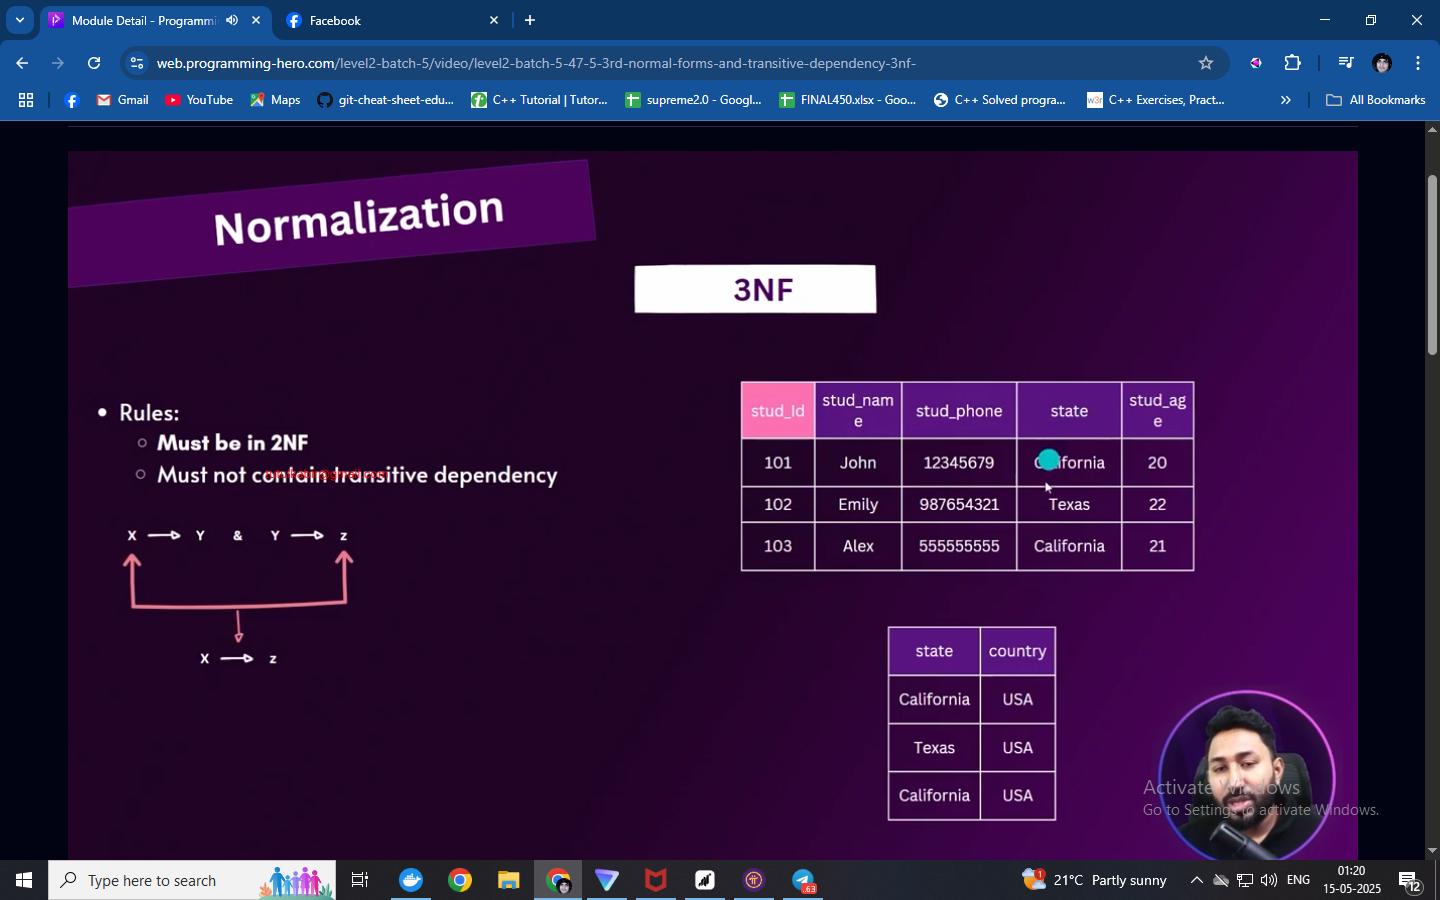 Module Detail - Programmi
Facebook
web.programming-hero.com/level2-batch-5/video/level2-batch-5-47-5-3rd-normal-forms-and-transitive-dependency-3nf-
Gmail
YouTube
Maps
git-cheat-sheet-edu...
C++ Tutorial | Tutor...
supreme2.0 - Googl...
FINAL450.xlsx - Goo...
C++ Solved progra...
w3r
C++ Exercises, Pract...
All Bookmarks
Normalization
3NF
Rules:
Must be in 2NF
Must not contain transitive dependency
X Y & Y z
X z
stud_Id stud_name stud_phone state stud_age
101 John 12345679 California 20
102 Emily 987654321 Texas 22
103 Alex 555555555 California 21
state country
California USA
Texas USA
California USA
Activate Windows
Go to Settings to activate Windows.
Type here to search
.63
1
21°C Partly sunny
ENG
01:20
15-05-2025
12